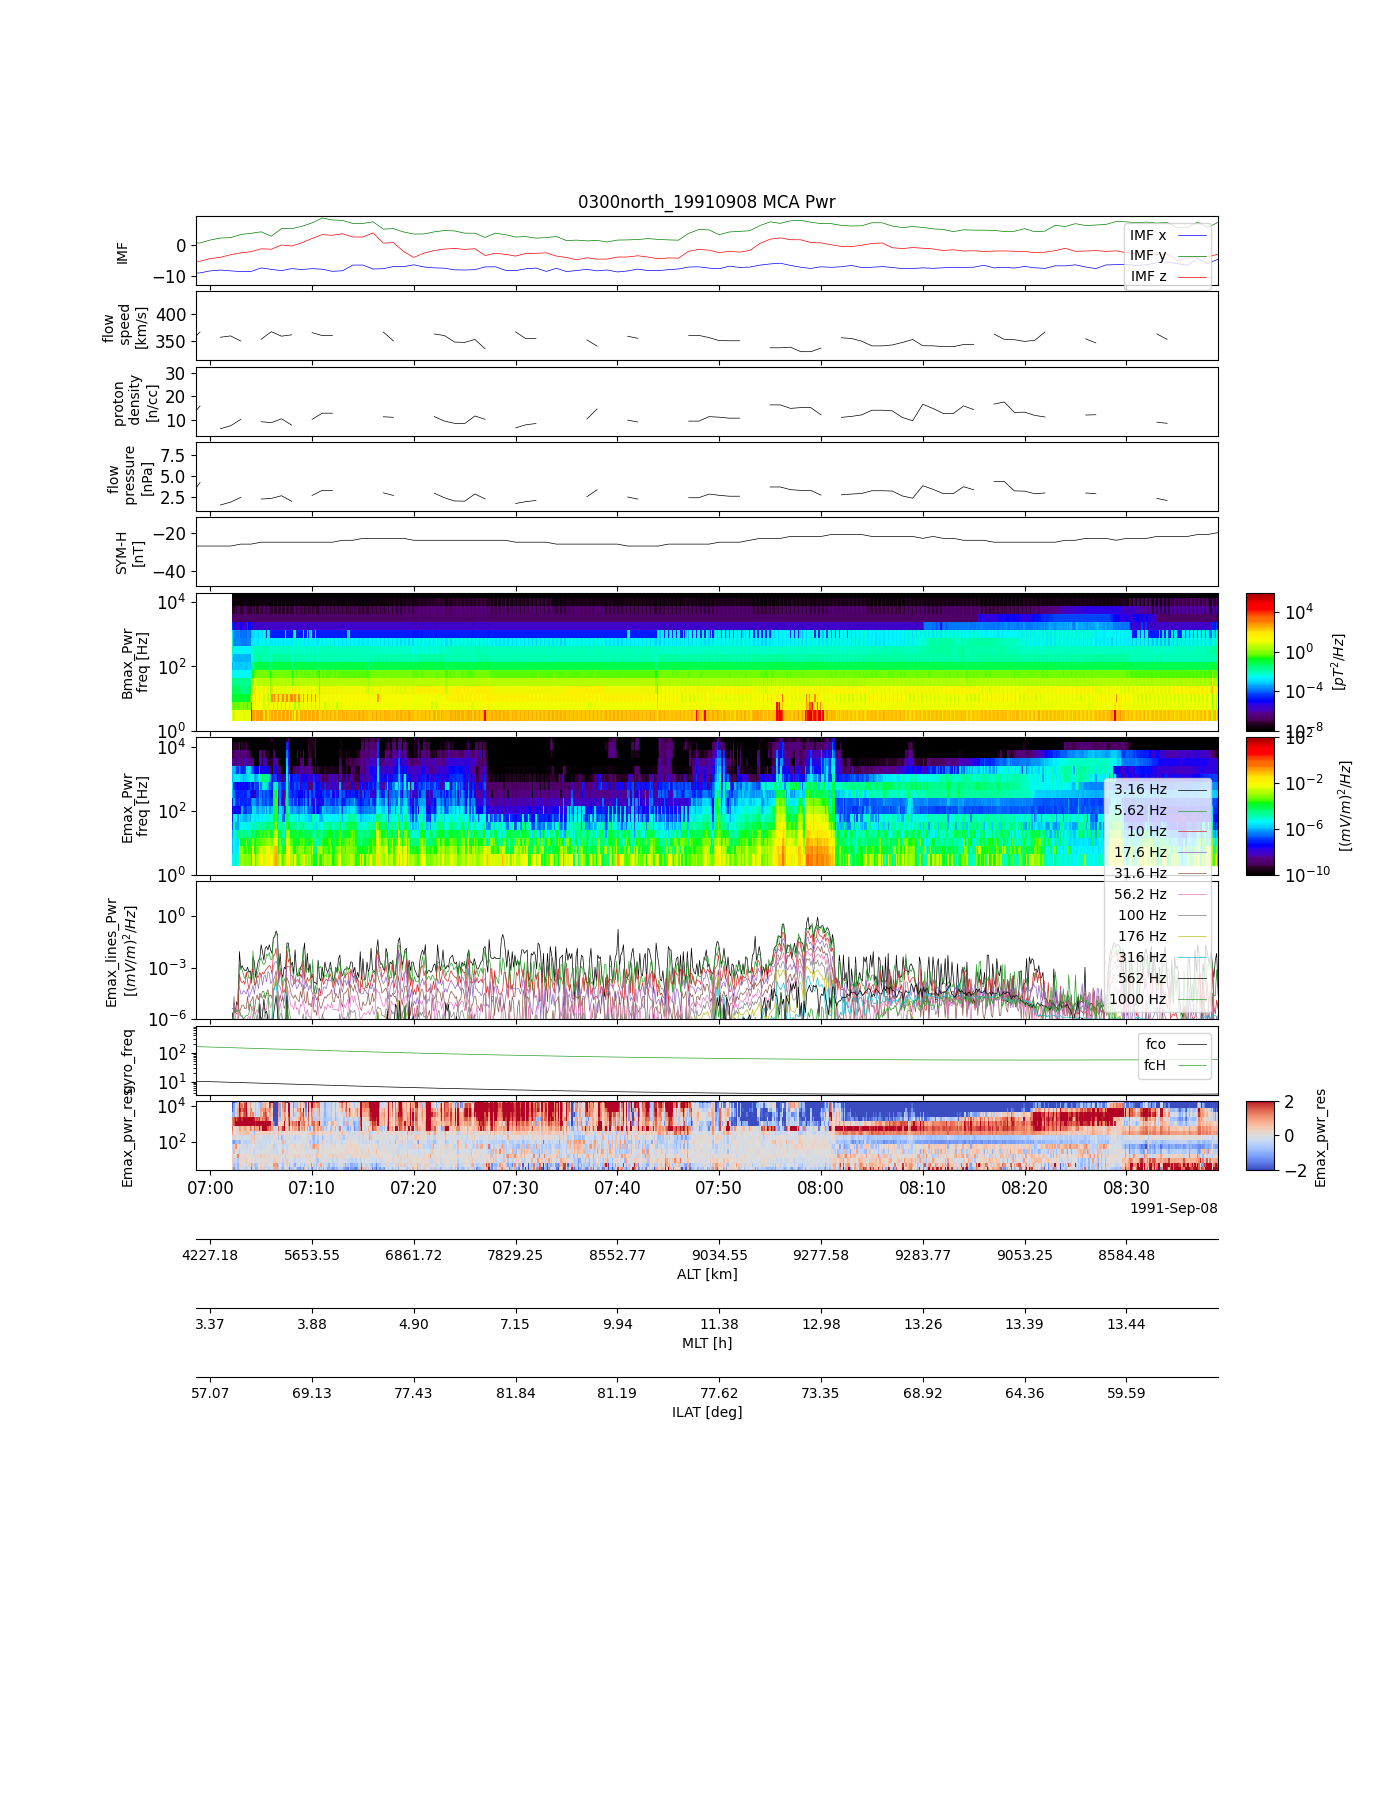 0300north_19910908 MCA Pwr
IMF
0
−10
IMF x
IMF y
IMF z
flow
speed
[km/s]
400
350
proton
density
[n/cc]
30
20
10
flow
pressure
[nPa]
7.5
5.0
2.5
SYM-H
[nT]
−20
−40
Bmax_Pwr
freq [Hz]
10^4
10^2
10^0
10^4
10^0
10^-4
10^-8
[pT^2/Hz]
Emax_Pwr
freq [Hz]
10^4
10^2
10^0
10^2
10^-2
10^-6
10^-10
[(mV/m)^2/Hz]
3.16 Hz
5.62 Hz
10 Hz
17.6 Hz
31.6 Hz
56.2 Hz
100 Hz
176 Hz
316 Hz
562 Hz
1000 Hz
Emax_lines_Pwr
[(mV/m)^2/Hz]
10^0
10^-3
10^-6
gyro_freq
10^2
10^1
fco
fcH
Emax_pwr_res
10^4
10^2
2
0
−2
Emax_pwr_res
07:00 07:10 07:20 07:30 07:40 07:50 08:00 08:10 08:20 08:30
1991-Sep-08
4227.18 5653.55 6861.72 7829.25 8552.77 9034.55 9277.58 9283.77 9053.25 8584.48
ALT [km]
3.37 3.88 4.90 7.15 9.94 11.38 12.98 13.26 13.39 13.44
MLT [h]
57.07 69.13 77.43 81.84 81.19 77.62 73.35 68.92 64.36 59.59
ILAT [deg]